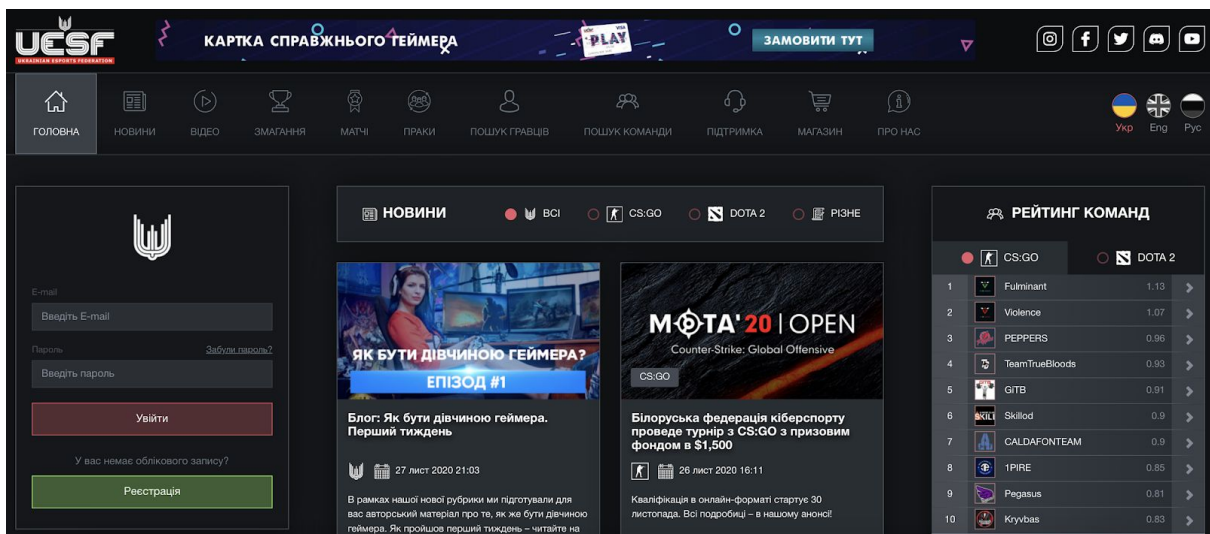 UESF
UKRAINIAN ESPORTS FEDERATION
КАРТКА СПРАВЖНЬОГО ГЕЙМЕРА
PLAY
VISA
ЗАМОВИТИ ТУТ
ГОЛОВНА
НОВИНИ
ВІДЕО
ЗМАГАННЯ
МАТЧІ
ПРАКИ
ПОШУК ГРАВЦІВ
ПОШУК КОМАНДИ
ПІДТРИМКА
МАГАЗИН
ПРО НАС
Укр
Eng
Рус
E-mail
Введіть E-mail
Пароль
Забули пароль?
Введіть пароль
Увійти
У вас немає облікового запису?
Реєстрація
НОВИНИ
ВСІ
CS:GO
DOTA 2
РІЗНЕ
ЯК БУТИ ДІВЧИНОЮ ГЕЙМЕРА?
ЕПІЗОД #1
Блог: Як бути дівчиною геймера.
Перший тиждень
27 лист 2020 21:03
В рамках нашої нової рубрики ми підготували для
вас авторський матеріал про те, як же бути дівчиною
геймера. Як пройшов перший тиждень – читайте на
MOTA'20 | OPEN
Counter-Strike: Global Offensive
CS:GO
Білоруська федерація кіберспорту
проведе турнір з CS:GO з призовим
фондом в $1,500
26 лист 2020 16:11
Кваліфікація в онлайн-форматі стартує 30
листопада. Всі подробиці – в нашому анонсі!
РЕЙТИНГ КОМАНД
CS:GO
DOTA 2
1 Fulminant 1.13
2 Violence 1.07
3 PEPPERS 0.96
4 TeamTrueBloods 0.93
5 GITB 0.91
6 Skillod 0.9
7 CALDAFONTEAM 0.9
8 1PIRE 0.85
9 Pegasus 0.81
10 Kryvbas 0.83